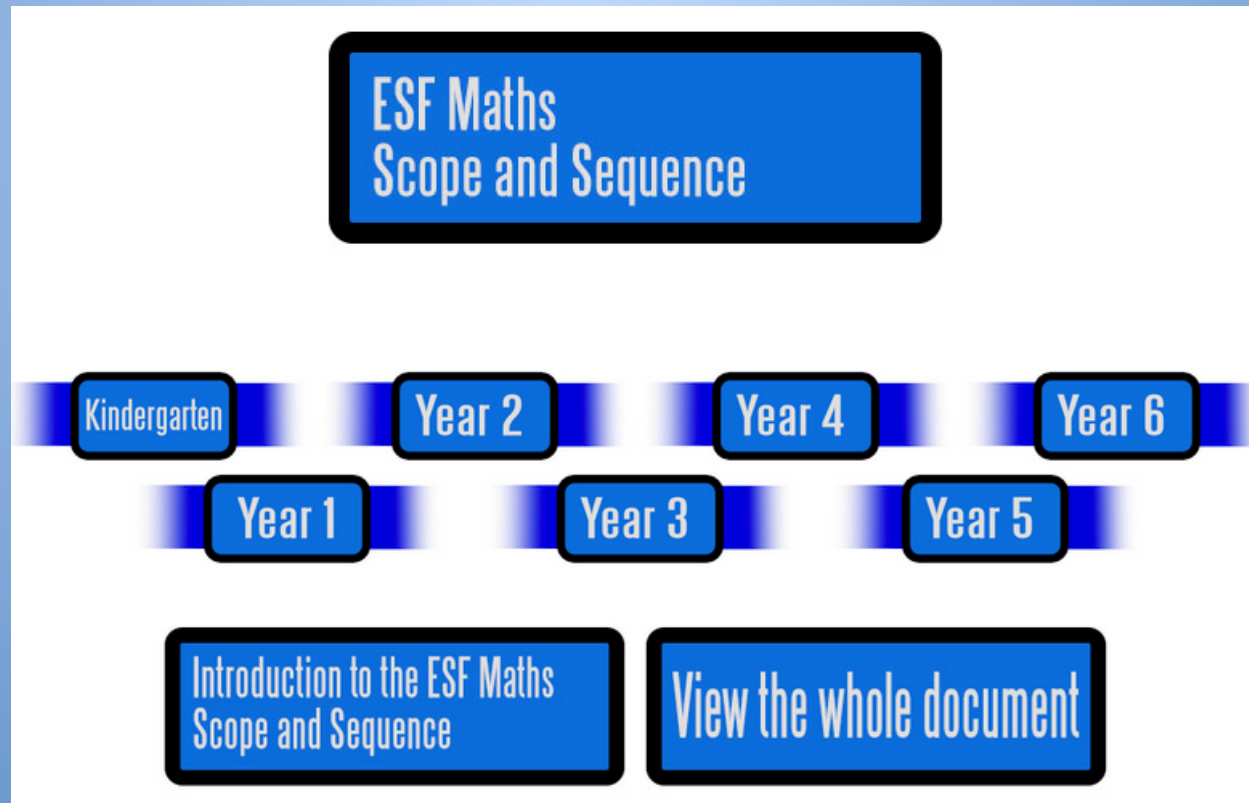 ESF Maths
Scope and Sequence
Kindergarten
Year 2
Year 4
Year 6
Year 1
Year 3
Year 5
Introduction to the ESF Maths
Scope and Sequence
View the whole document